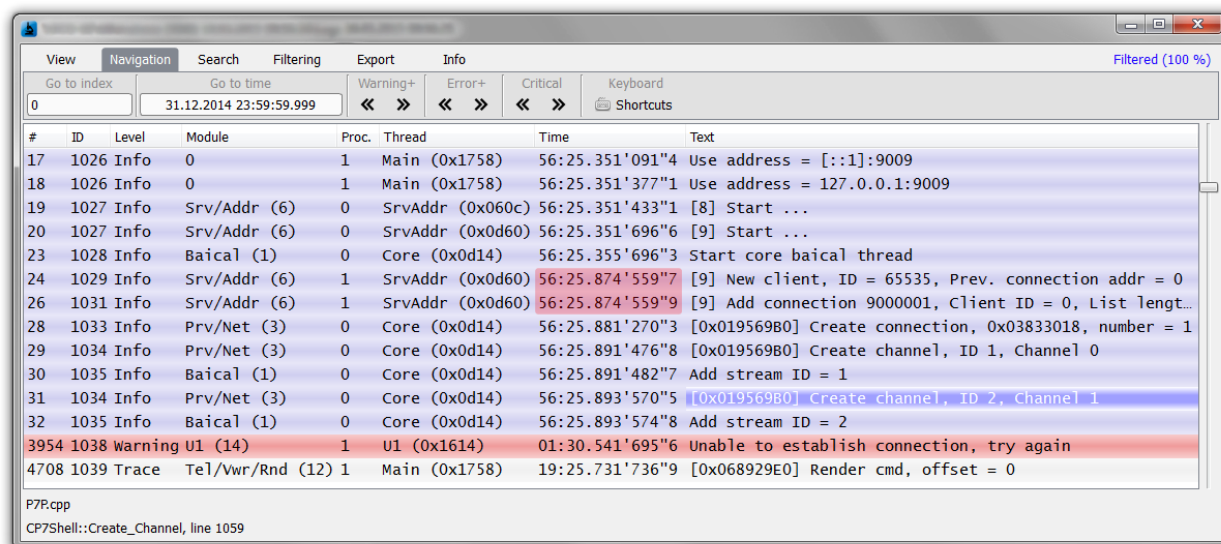 View Navigation Search Filtering Export Info Filtered (100 %)
Go to index Go to time Warning+ Error+ Critical Keyboard
0 31.12.2014 23:59:59.999 Shortcuts
# ID Level Module Proc. Thread Time Text
17 1026 Info 0 1 Main (0x1758) 56:25.351'091"4 Use address = [::1]:9009
18 1026 Info 0 1 Main (0x1758) 56:25.351'377"1 Use address = 127.0.0.1:9009
19 1027 Info Srv/Addr (6) 0 SrvAddr (0x060c) 56:25.351'433"1 [8] Start ...
20 1027 Info Srv/Addr (6) 0 SrvAddr (0x0d60) 56:25.351'696"6 [9] Start ...
23 1028 Info Baical (1) 0 Core (0x0d14) 56:25.355'696"3 Start core baical thread
24 1029 Info Srv/Addr (6) 1 SrvAddr (0x0d60) 56:25.874'559"7 [9] New client, ID = 65535, Prev. connection addr = 0
26 1031 Info Srv/Addr (6) 1 SrvAddr (0x0d60) 56:25.874'559"9 [9] Add connection 9000001, Client ID = 0, List lengt...
28 1033 Info Prv/Net (3) 0 Core (0x0d14) 56:25.881'270"3 [0x019569B0] Create connection, 0x03833018, number = 1
29 1034 Info Prv/Net (3) 0 Core (0x0d14) 56:25.891'476"8 [0x019569B0] Create channel, ID 1, Channel 0
30 1035 Info Baical (1) 0 Core (0x0d14) 56:25.891'482"7 Add stream ID = 1
31 1034 Info Prv/Net (3) 0 Core (0x0d14) 56:25.893'570"5 [0x019569B0] Create channel, ID 2, Channel 1
32 1035 Info Baical (1) 0 Core (0x0d14) 56:25.893'574"8 Add stream ID = 2
3954 1038 Warning U1 (14) 1 U1 (0x1614) 01:30.541'695"6 Unable to establish connection, try again
4708 1039 Trace Tel/Vwr/Rnd (12) 1 Main (0x1758) 19:25.731'736"9 [0x068929E0] Render cmd, offset = 0
P7P.cpp
CP7Shell::Create_Channel, line 1059